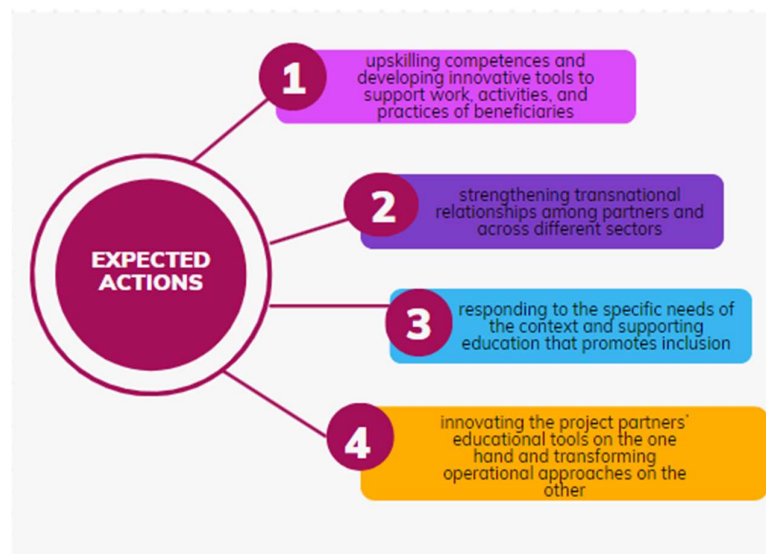 EXPECTED
ACTIONS
1
upskilling competences and
developing innovative tools to
support work, activities, and
practices of beneficiaries
2
strengthening transnational
relationships among partners and
across different sectors
3
responding to the specific needs of
the context and supporting
education that promotes inclusion
4
innovating the project partners'
educational tools on the one
hand and transforming
operational approaches on the
other